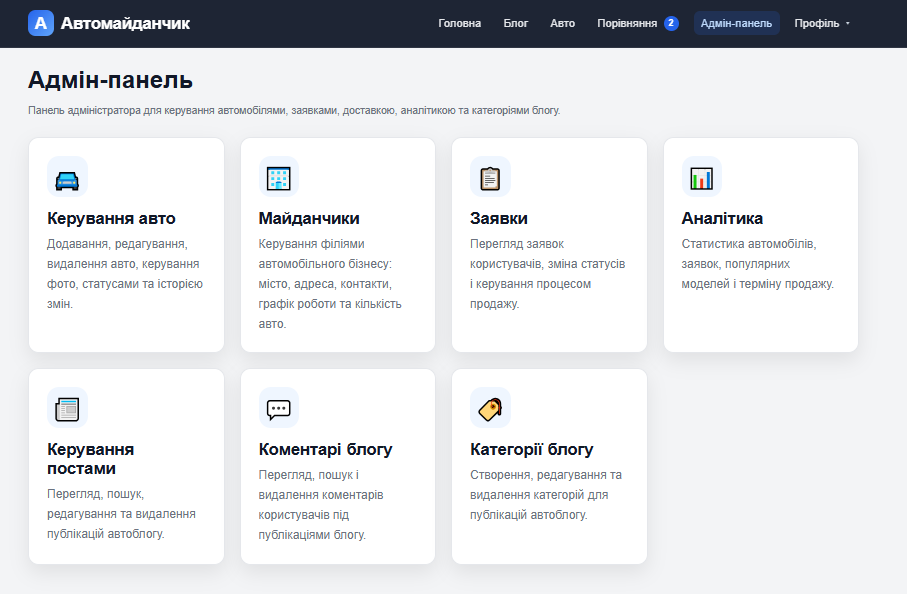 А Автомайданчик
Головна Блог Авто Порівняння 2 Адмін-панель Профіль
Адмін-панель
Панель адміністратора для керування автомобілями, заявками, доставкою, аналітикою та категоріями блогу.
Керування авто
Додавання, редагування,
видалення авто, керування
фото, статусами та історією
змін.
Майданчики
Керування філіями
автомобільного бізнесу:
місто, адреса, контакти,
графік роботи та кількість
авто.
Заявки
Перегляд заявок
користувачів, зміна статусів
і керування процесом
продажу.
Аналітика
Статистика автомобілів,
заявок, популярних
моделей і терміну продажу.
Керування
постами
Перегляд, пошук,
редагування та видалення
публікацій автоблогу.
Коментарі блогу
Перегляд, пошук і
видалення коментарів
користувачів під
публікаціями блогу.
Категорії блогу
Створення, редагування та
видалення категорій для
публікацій автоблогу.